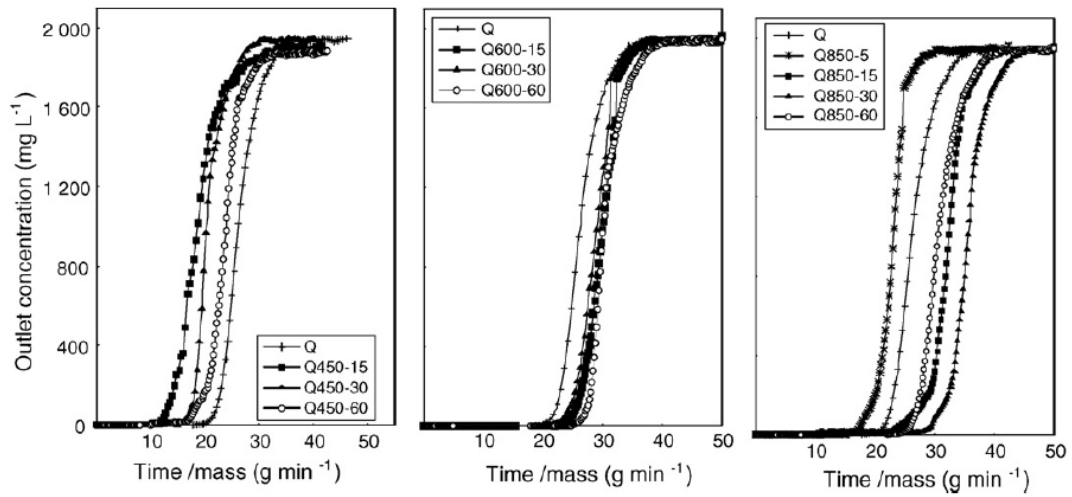 Outlet concentration (mg L-1)
2 000
1 600
1 200
800
400
0
Q
Q450-15
Q450-30
Q450-60
10 20 30 40 50
Time /mass (g min -1)
Q
Q600-15
Q600-30
Q600-60
10 20 30 40 50
Time /mass (g min -1)
Q
Q850-5
Q850-15
Q850-30
Q850-60
0 10 20 30 40 50
Time /mass (g min -1)